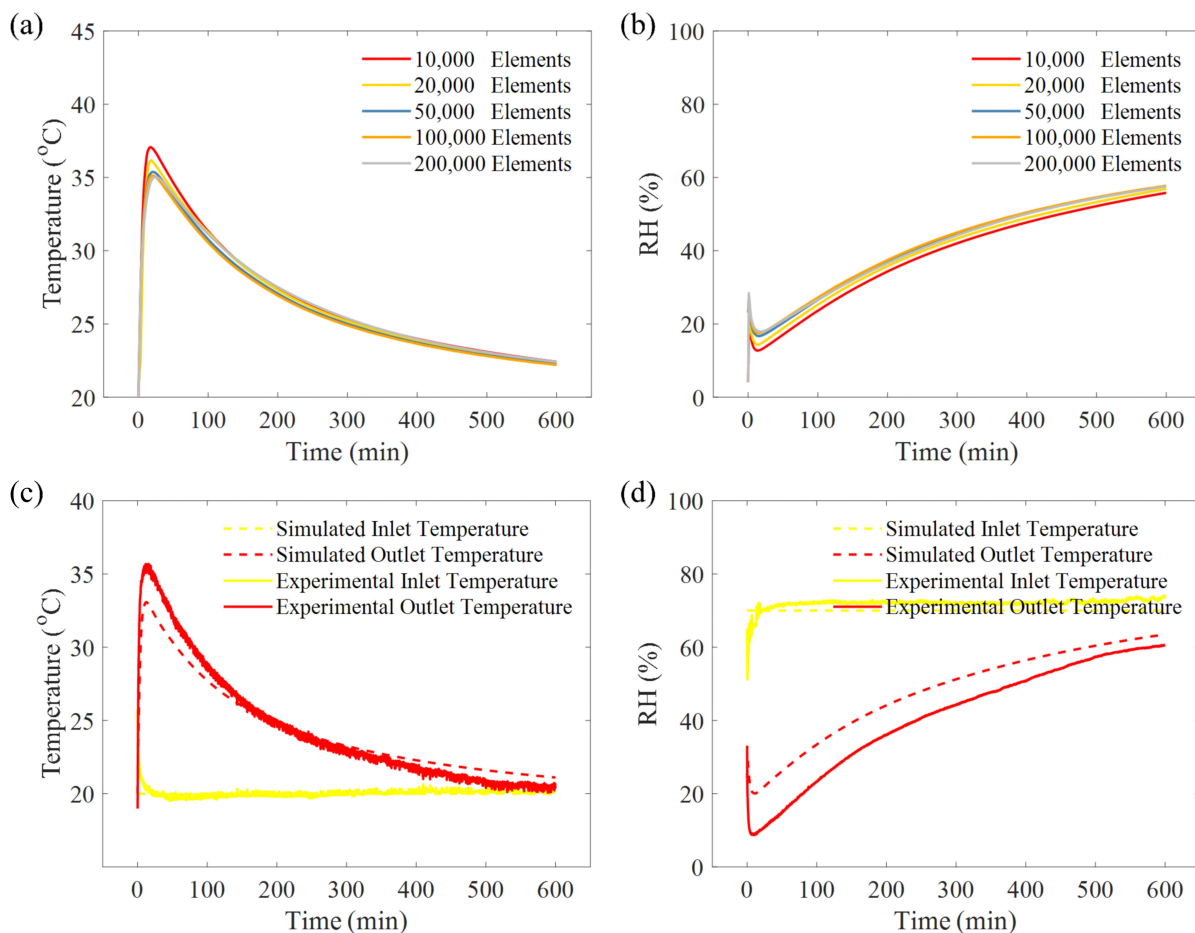 (a)
45
40
35
30
25
20
Temperature (°C)
10,000 Elements
20,000 Elements
50,000 Elements
100,000 Elements
200,000 Elements
0 100 200 300 400 500 600
Time (min)
(b)
100
80
60
40
20
0
RH (%)
10,000 Elements
20,000 Elements
50,000 Elements
100,000 Elements
200,000 Elements
0 100 200 300 400 500 600
Time (min)
(c)
40
35
30
25
20
Temperature (°C)
Simulated Inlet Temperature
Simulated Outlet Temperature
Experimental Inlet Temperature
Experimental Outlet Temperature
0 100 200 300 400 500 600
Time (min)
(d)
100
80
60
40
20
0
RH (%)
Simulated Inlet Temperature
Simulated Outlet Temperature
Experimental Inlet Temperature
Experimental Outlet Temperature
0 100 200 300 400 500 600
Time (min)